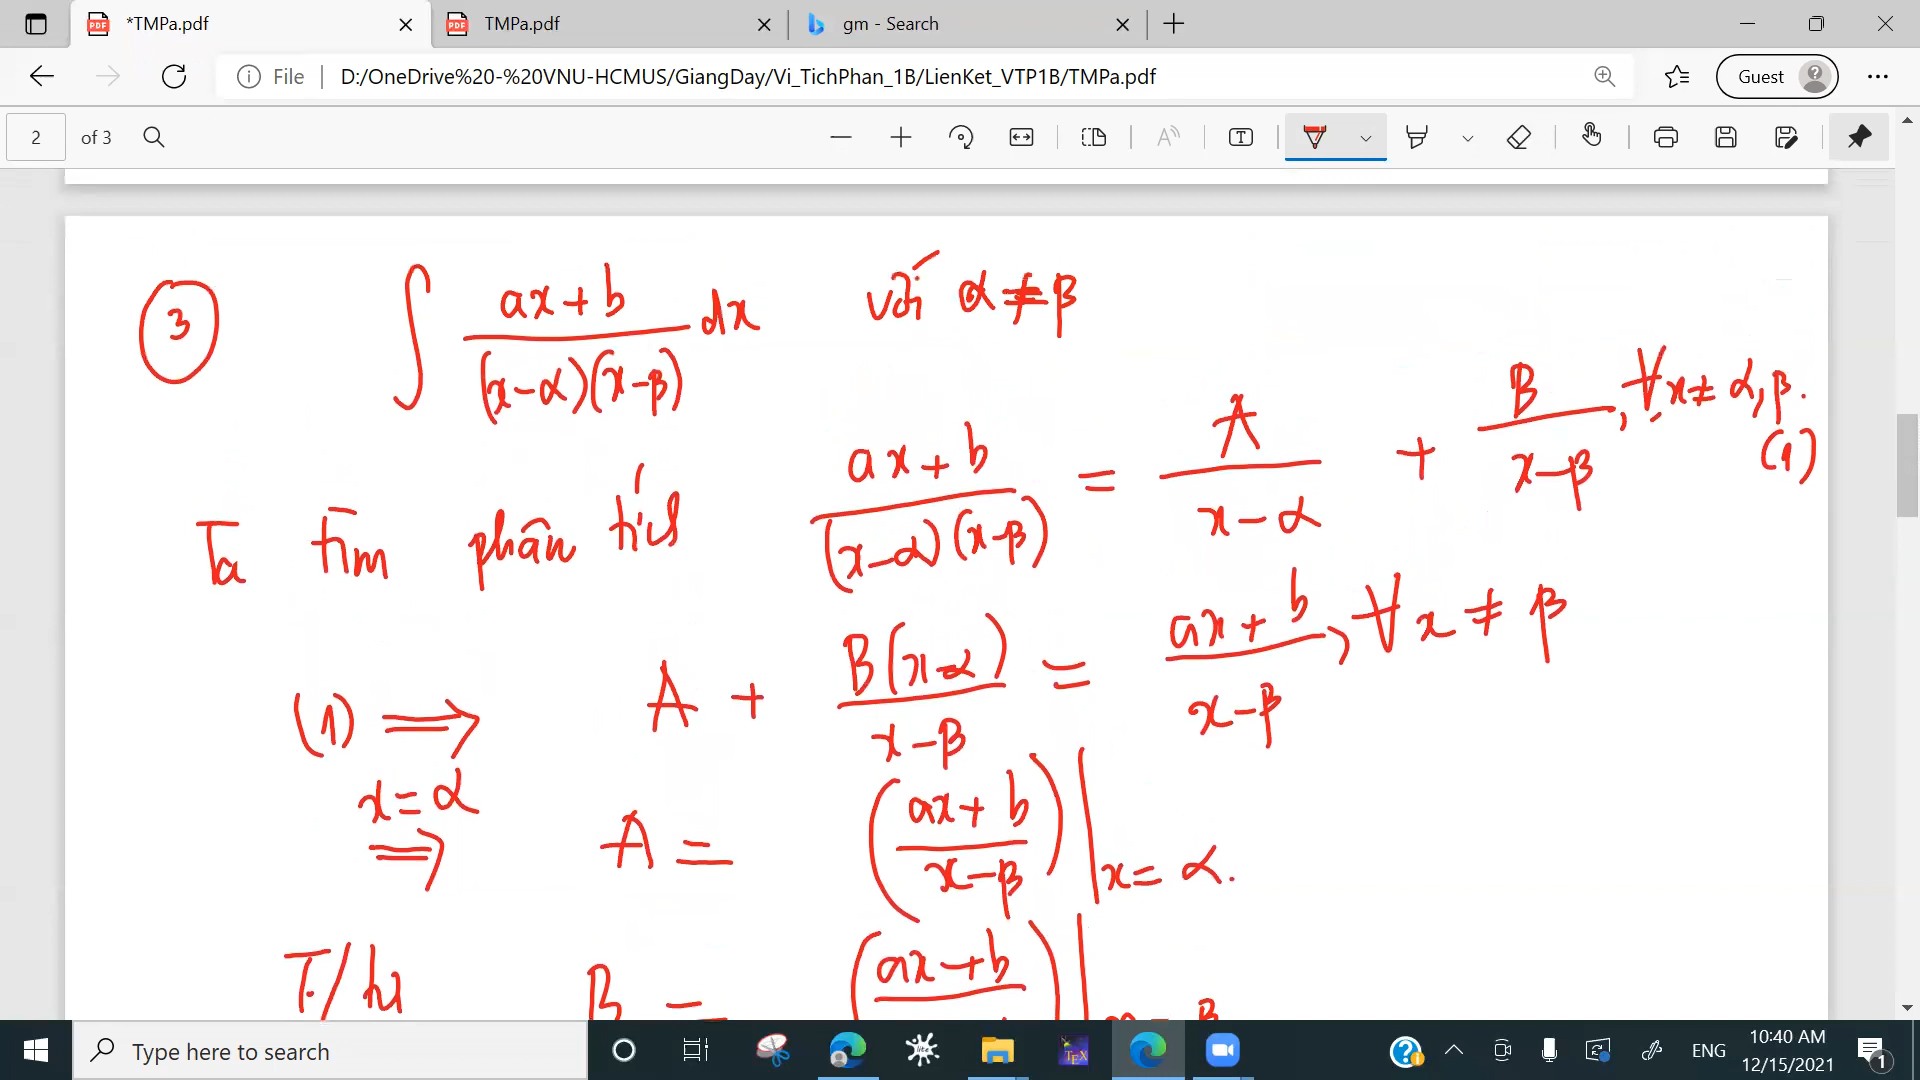 *TMPa.pdf
TMPa.pdf
gm - Search
File
D:/OneDrive%20-%20VNU-HCMUS/GiangDay/Vi_TichPhan_1B/LienKet_VTP1B/TMPa.pdf
Guest
2 of 3
③ ∫ (ax+b)/((x-α)(x-β)) dx với α ≠ β
Ta tìm phân tích (ax+b)/((x-α)(x-β)) = A/(x-α) + B/(x-β), ∀x ≠ α, β. (1)
(1) ⟹ A + B(x-α)/(x-β) = (ax+b)/(x-β), ∀x ≠ β
x=α ⟹ A = ((ax+b)/(x-β))|x=α.
T/tự B = (ax+b
Type here to search
ENG
10:40 AM
12/15/2021
1